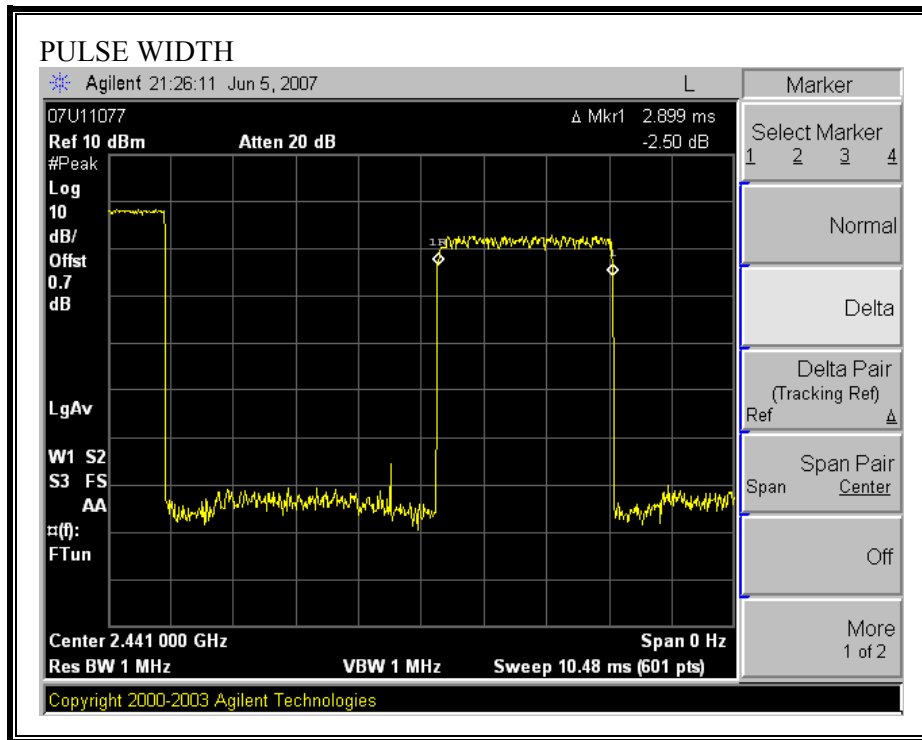 PULSE WIDTH
Agilent 21:26:11 Jun 5, 2007 L
07U11077 Δ Mkr1 2.899 ms
Ref 10 dBm Atten 20 dB -2.50 dB
#Peak
Log
10
dB/
Offst
0.7
dB
LgAv
W1 S2
S3 FS
AA
¤(f):
FTun
1R
1
Center 2.441 000 GHz Span 0 Hz
Res BW 1 MHz VBW 1 MHz Sweep 10.48 ms (601 pts)
Copyright 2000-2003 Agilent Technologies
Marker
Select Marker
1 2 3 4
Normal
Delta
Delta Pair
(Tracking Ref)
Ref Δ
Span Pair
Span Center
Off
More
1 of 2